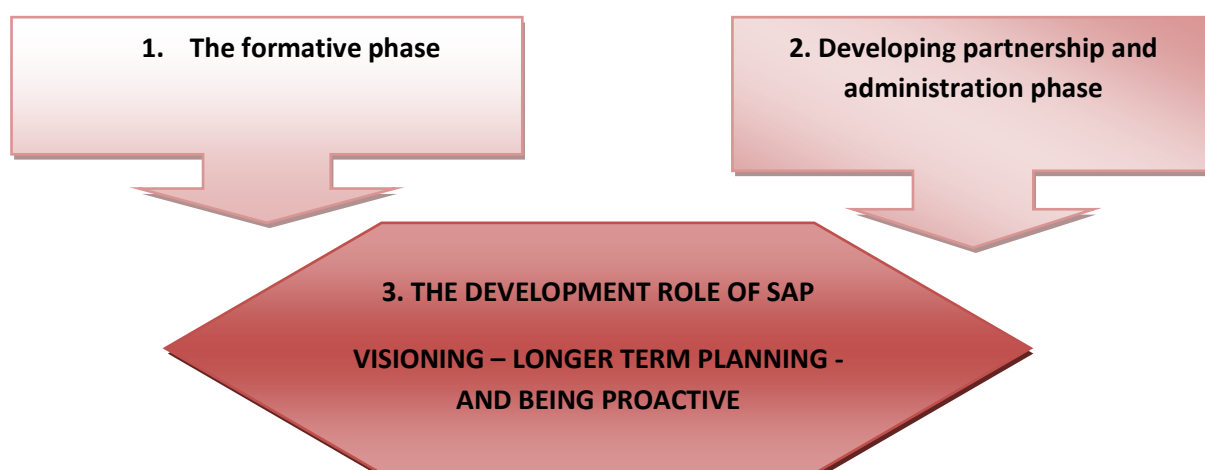 1. The formative phase
2. Developing partnership and
administration phase
3. THE DEVELOPMENT ROLE OF SAP
VISIONING – LONGER TERM PLANNING -
AND BEING PROACTIVE